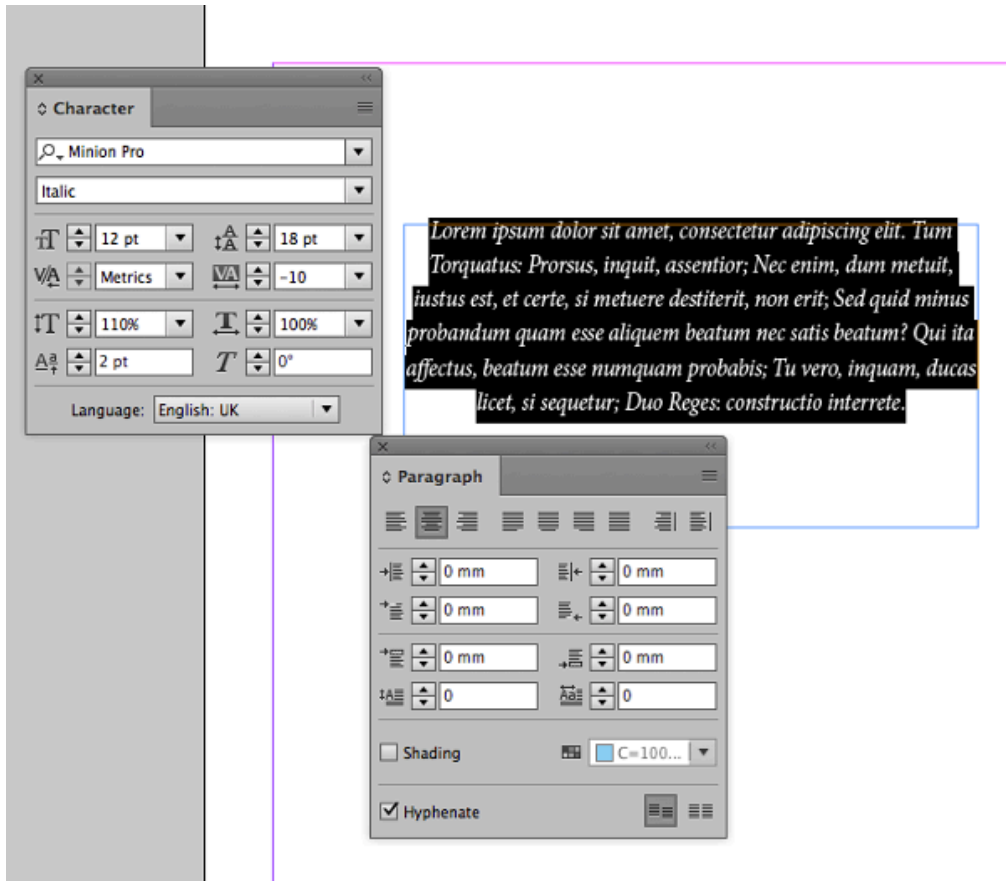 Character
Minion Pro
Italic
12 pt 18 pt
Metrics -10
110% 100%
2 pt 0°
Language: English: UK
Lorem ipsum dolor sit amet, consectetur adipiscing elit. Tum
Torquatus: Prorsus, inquit, assentior; Nec enim, dum metuit,
iustus est, et certe, si metuere destiterit, non erit; Sed quid minus
probandum quam esse aliquem beatum nec satis beatum? Qui ita
affectus, beatum esse numquam probabis; Tu vero, inquam, ducas
licet, si sequetur; Duo Reges: constructio interrete.
Paragraph
0 mm 0 mm
0 mm 0 mm
0 mm 0 mm
0 0
Shading C=100...
Hyphenate